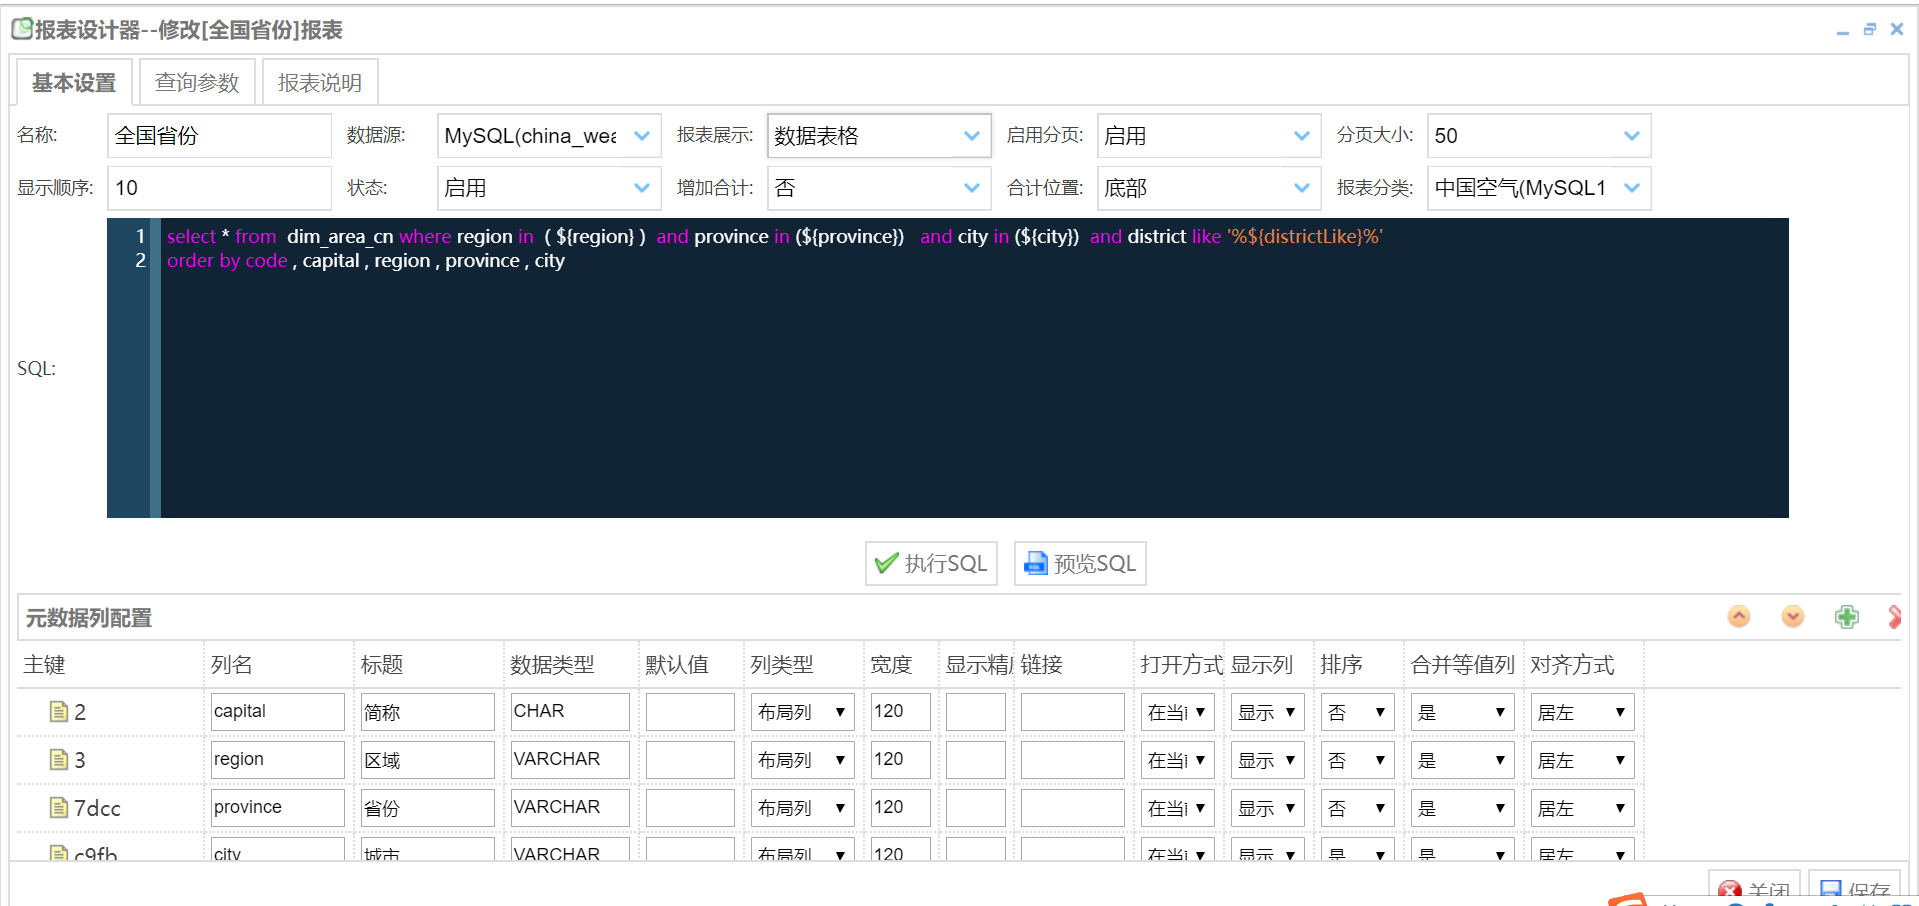 报表设计器--修改[全国省份]报表
基本设置 查询参数 报表说明
名称: 全国省份 数据源: MySQL(china_wea 报表展示: 数据表格 启用分页: 启用 分页大小: 50
显示顺序: 10 状态: 启用 增加合计: 否 合计位置: 底部 报表分类: 中国空气(MySQL1
1 select * from dim_area_cn where region in ( ${region} ) and province in (${province}) and city in (${city}) and district like '%${districtLike}%'
2 order by code , capital , region , province , city
SQL:
执行SQL 预览SQL
元数据列配置
主键 列名 标题 数据类型 默认值 列类型 宽度 显示精 链接 打开方式 显示列 排序 合并等值列 对齐方式
2 capital 简称 CHAR 布局列 120 在当 显示 否 是 居左
3 region 区域 VARCHAR 布局列 120 在当 显示 否 是 居左
7dcc province 省份 VARCHAR 布局列 120 在当 显示 否 是 居左
c9fb city 城市 VARCHAR 布局列 120 在当 显示 是 是 居左
关闭 保存